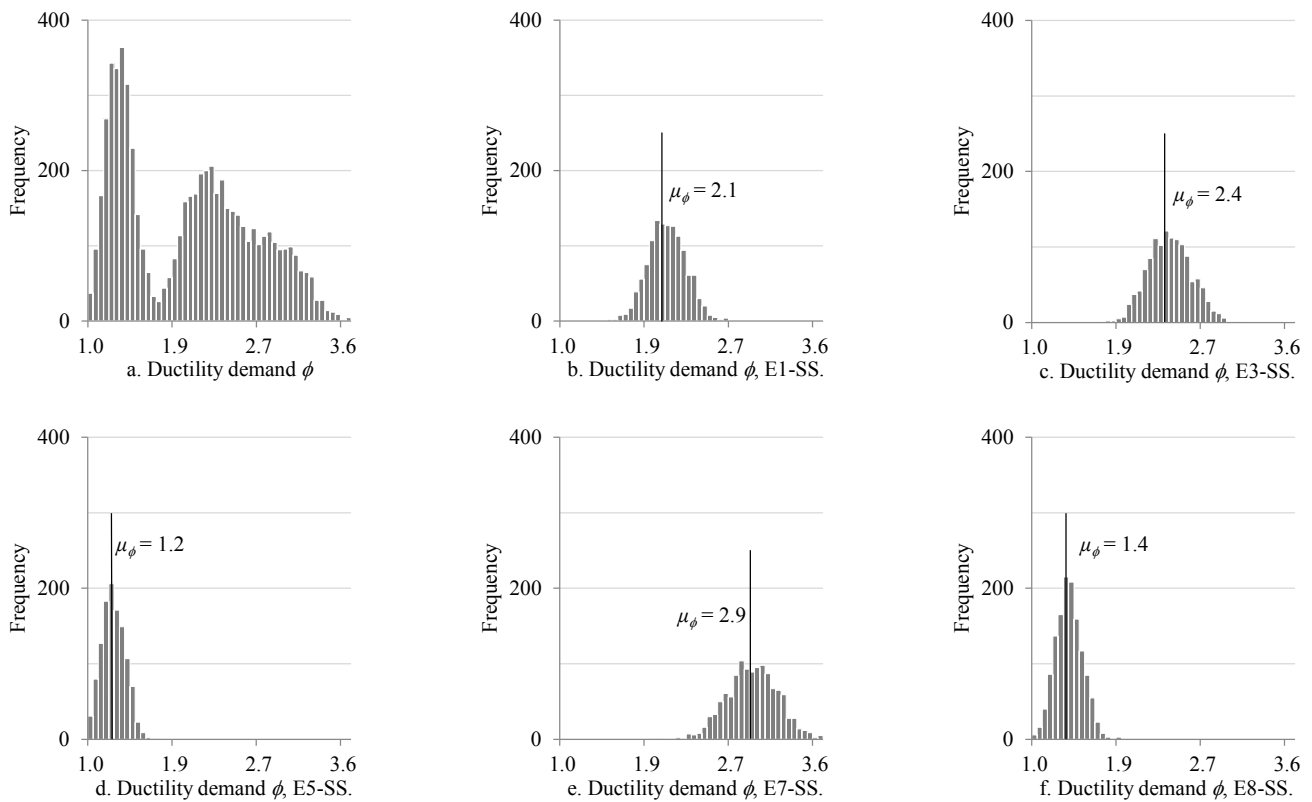 400
200
0
Frequency
1.0 1.9 2.7 3.6
a. Ductility demand ϕ
400
200
0
Frequency
μϕ = 2.1
1.0 1.9 2.7 3.6
b. Ductility demand ϕ, E1-SS.
400
200
0
Frequency
μϕ = 2.4
1.0 1.9 2.7 3.6
c. Ductility demand ϕ, E3-SS.
400
200
0
Frequency
μϕ = 1.2
1.0 1.9 2.7 3.6
d. Ductility demand ϕ, E5-SS.
400
200
0
Frequency
μϕ = 2.9
1.0 1.9 2.7 3.6
e. Ductility demand ϕ, E7-SS.
400
200
0
Frequency
μϕ = 1.4
1.0 1.9 2.7 3.6
f. Ductility demand ϕ, E8-SS.